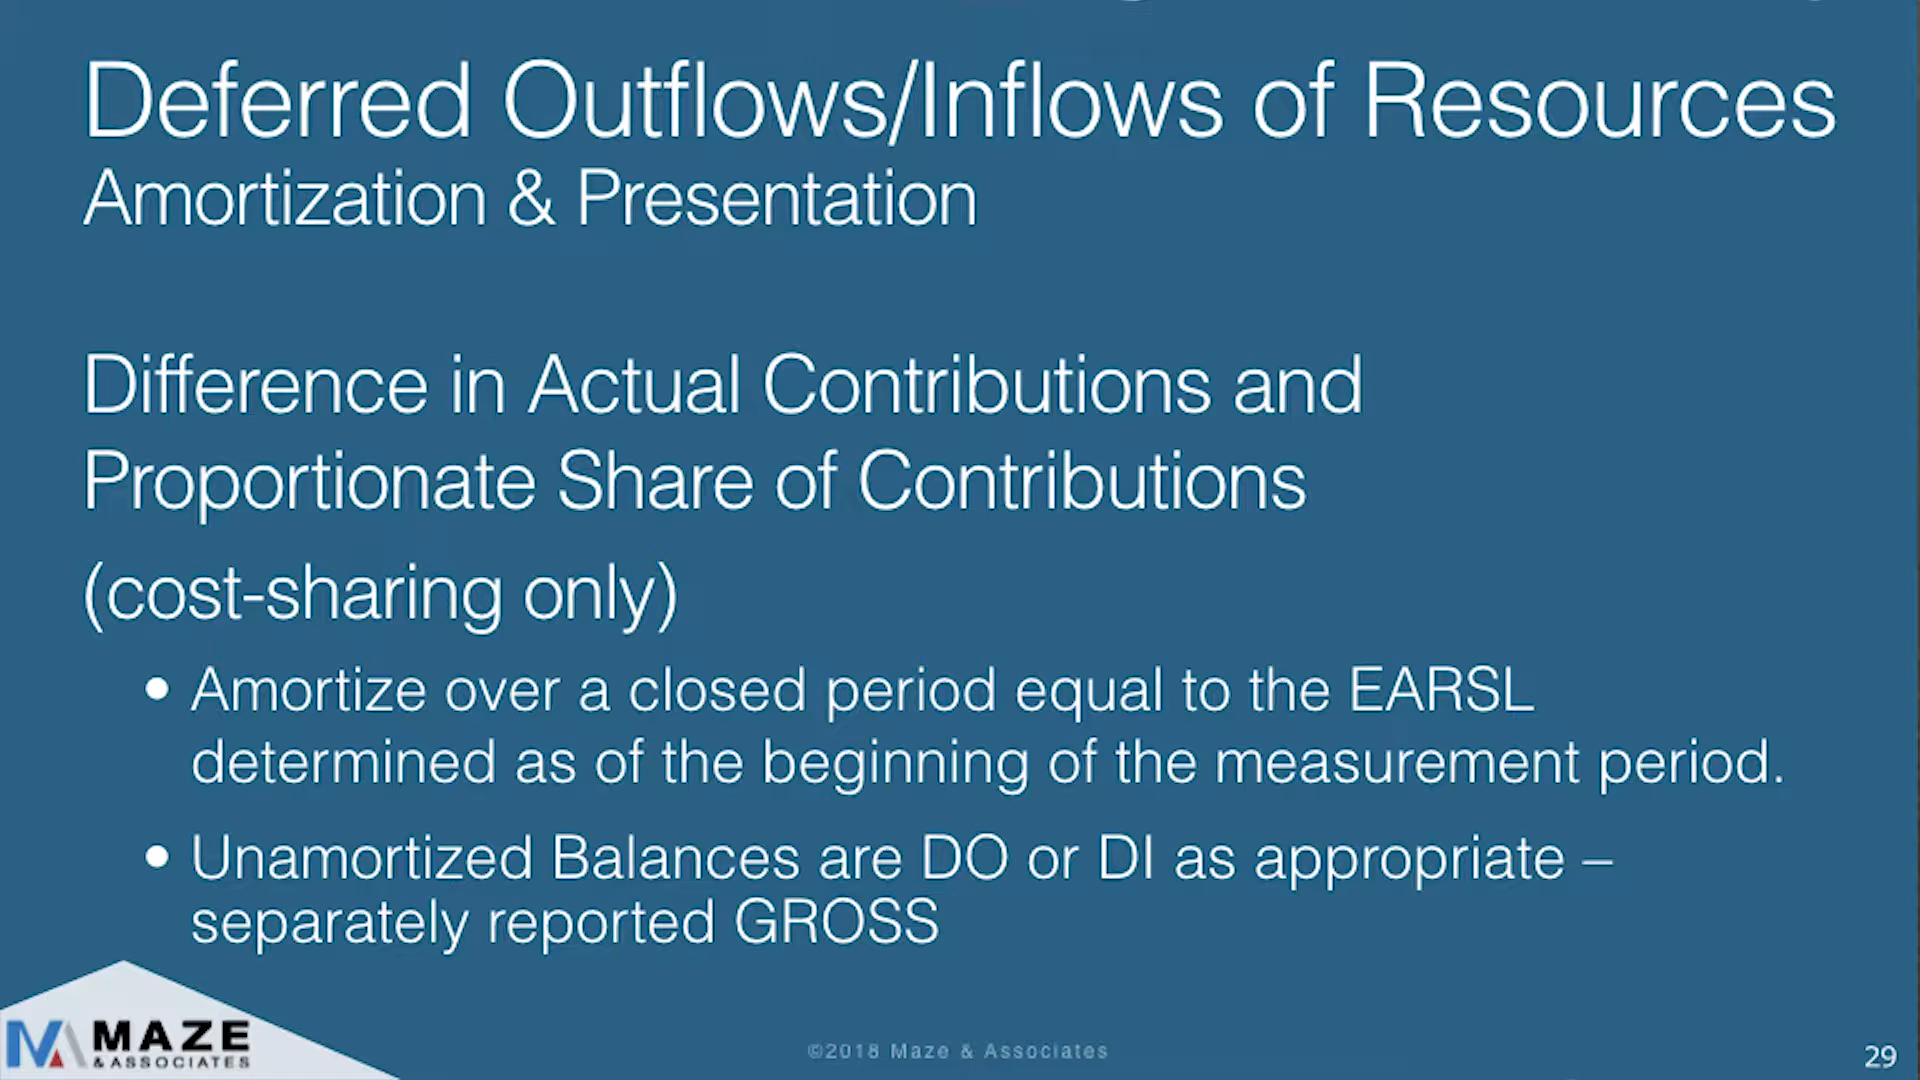 Deferred Outflows/Inflows of Resources
Amortization & Presentation
Difference in Actual Contributions and
Proportionate Share of Contributions
(cost-sharing only)
• Amortize over a closed period equal to the EARSL
determined as of the beginning of the measurement period.
• Unamortized Balances are DO or DI as appropriate –
separately reported GROSS
MA MAZE
& ASSOCIATES
©2018 Maze & Associates
29